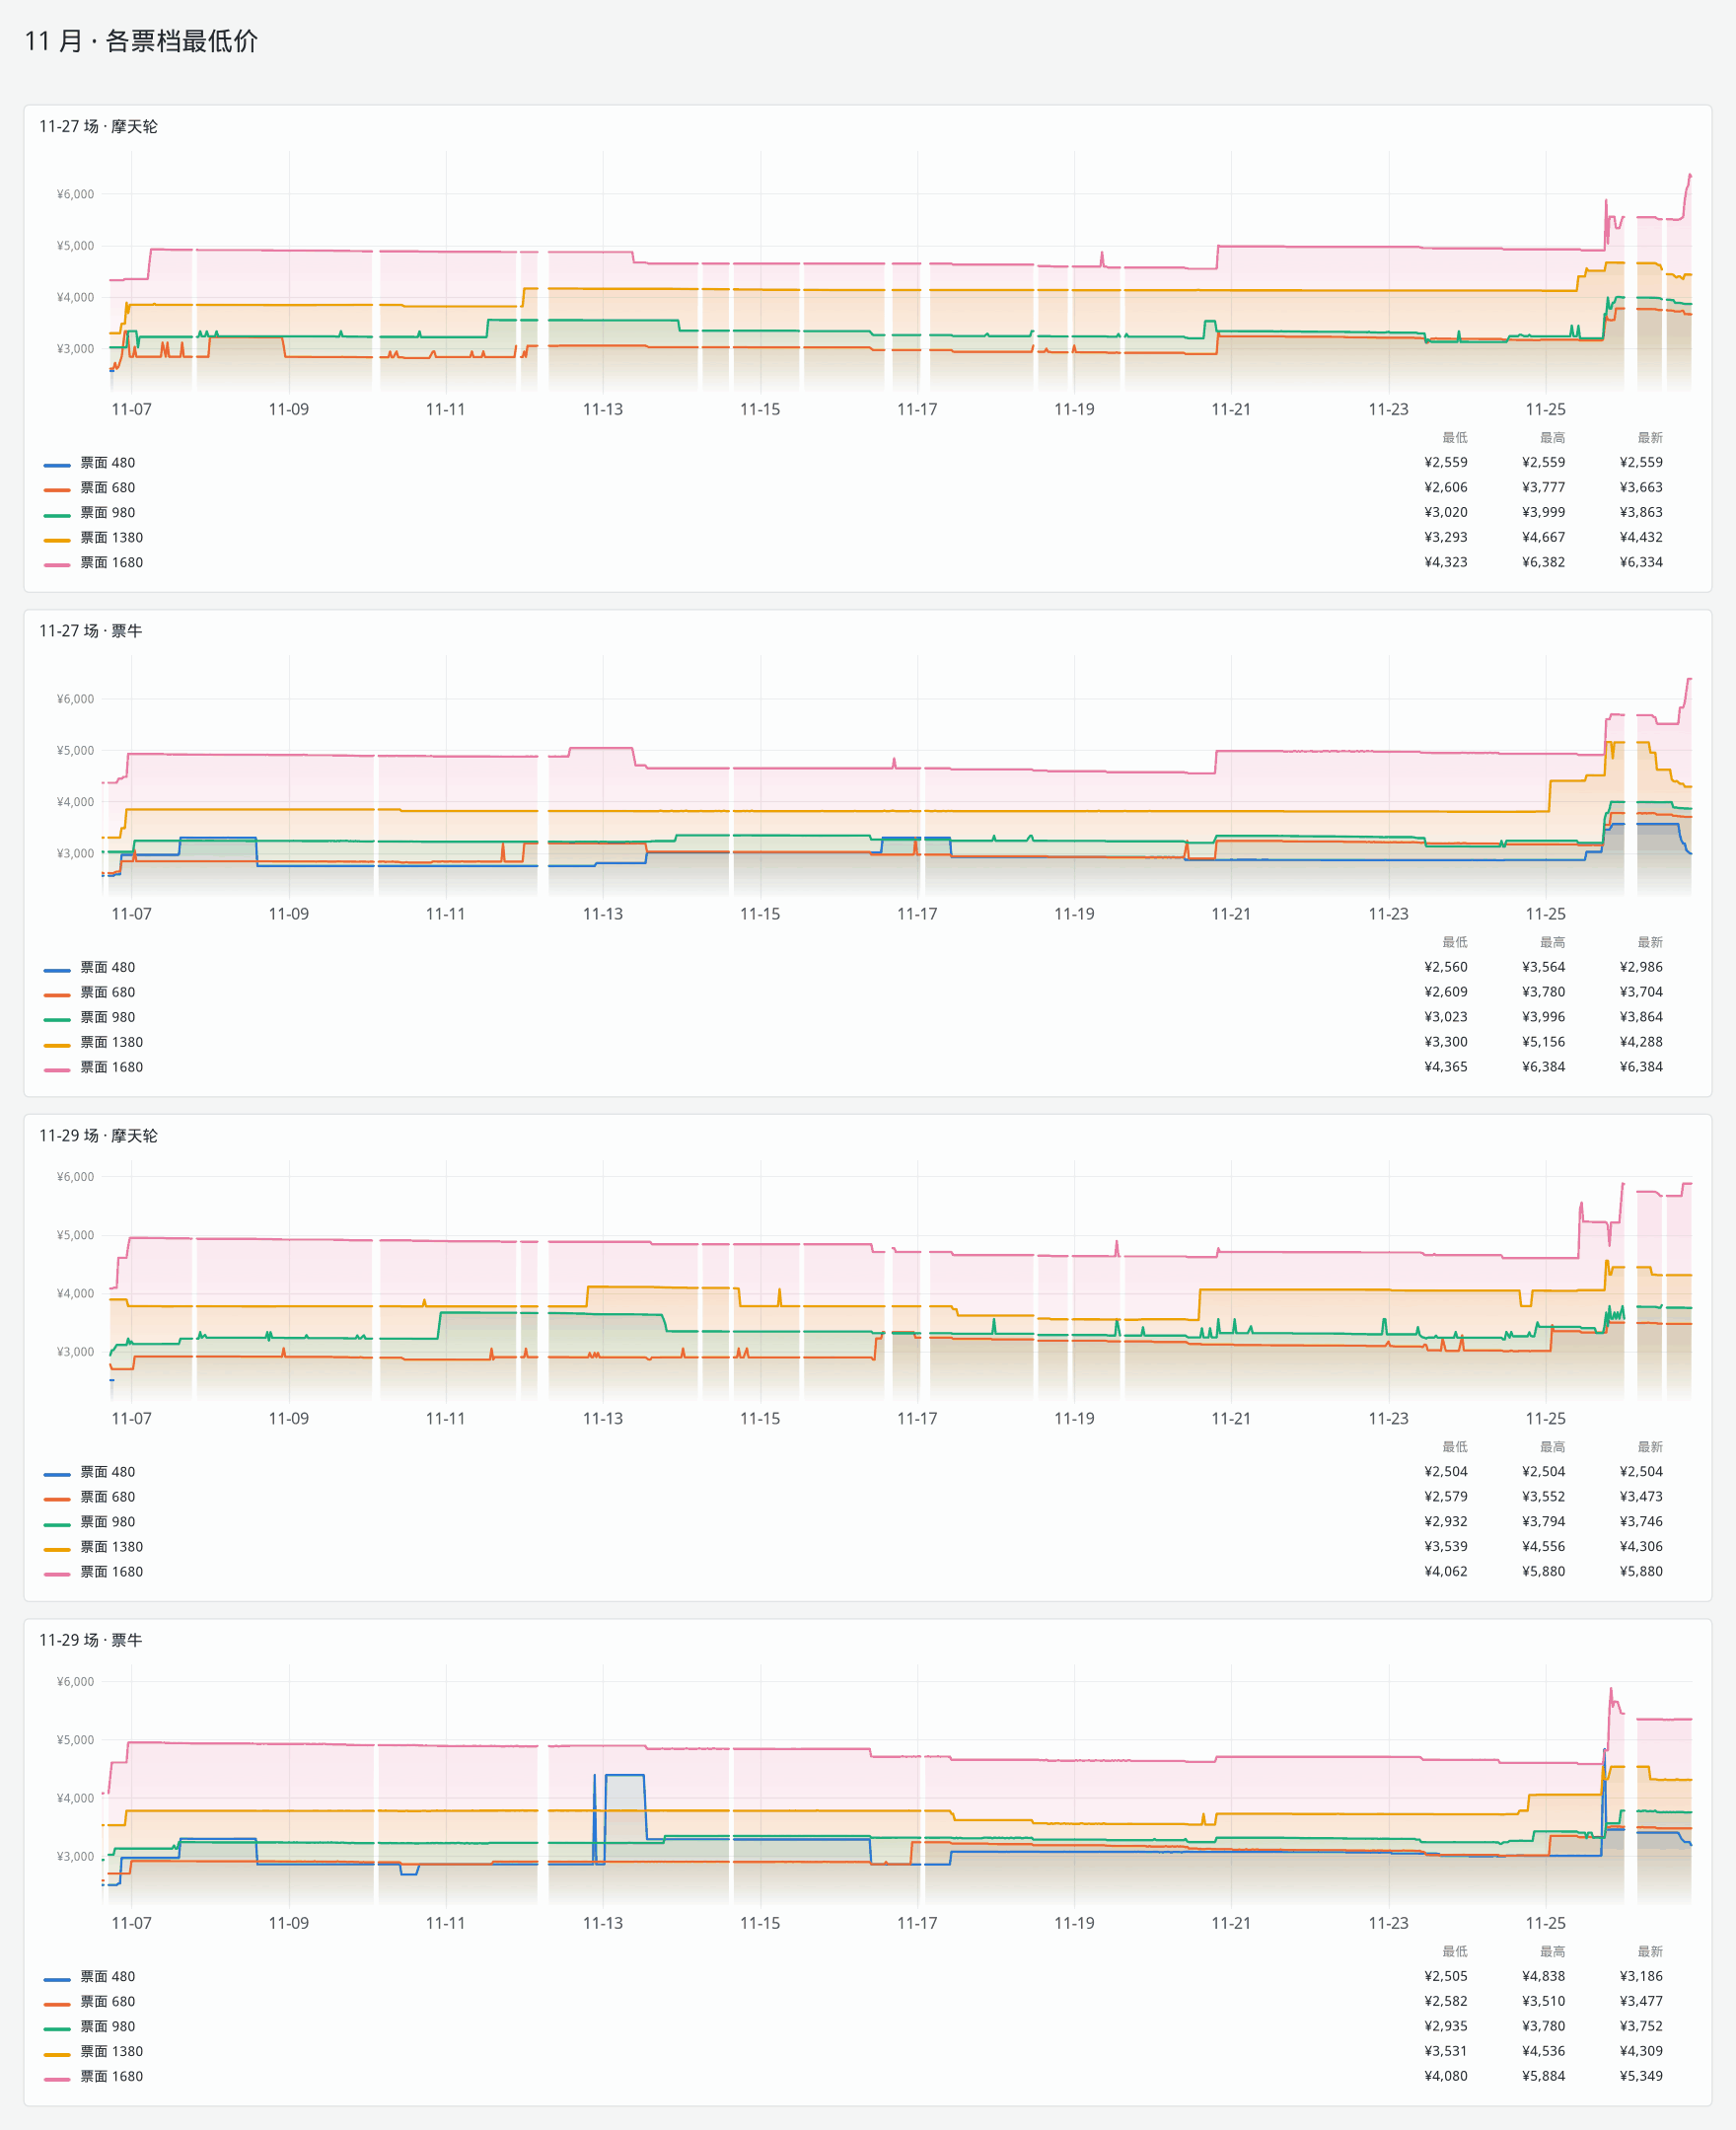 11 月 · 各票档最低价
11-27 场 · 摩天轮
¥6,000
¥5,000
¥4,000
¥3,000
11-07 11-09 11-11 11-13 11-15 11-17 11-19 11-21 11-23 11-25
最低 最高 最新
票面 480 ¥2,559 ¥2,559 ¥2,559
票面 680 ¥2,606 ¥3,777 ¥3,663
票面 980 ¥3,020 ¥3,999 ¥3,863
票面 1380 ¥3,293 ¥4,667 ¥4,432
票面 1680 ¥4,323 ¥6,382 ¥6,334
11-27 场 · 票牛
¥6,000
¥5,000
¥4,000
¥3,000
11-07 11-09 11-11 11-13 11-15 11-17 11-19 11-21 11-23 11-25
最低 最高 最新
票面 480 ¥2,560 ¥3,564 ¥2,986
票面 680 ¥2,609 ¥3,780 ¥3,704
票面 980 ¥3,023 ¥3,996 ¥3,864
票面 1380 ¥3,300 ¥5,156 ¥4,288
票面 1680 ¥4,365 ¥6,384 ¥6,384
11-29 场 · 摩天轮
¥6,000
¥5,000
¥4,000
¥3,000
11-07 11-09 11-11 11-13 11-15 11-17 11-19 11-21 11-23 11-25
最低 最高 最新
票面 480 ¥2,504 ¥2,504 ¥2,504
票面 680 ¥2,579 ¥3,552 ¥3,473
票面 980 ¥2,932 ¥3,794 ¥3,746
票面 1380 ¥3,539 ¥4,556 ¥4,306
票面 1680 ¥4,062 ¥5,880 ¥5,880
11-29 场 · 票牛
¥6,000
¥5,000
¥4,000
¥3,000
11-07 11-09 11-11 11-13 11-15 11-17 11-19 11-21 11-23 11-25
最低 最高 最新
票面 480 ¥2,505 ¥4,838 ¥3,186
票面 680 ¥2,582 ¥3,510 ¥3,477
票面 980 ¥2,935 ¥3,780 ¥3,752
票面 1380 ¥3,531 ¥4,536 ¥4,309
票面 1680 ¥4,080 ¥5,884 ¥5,349